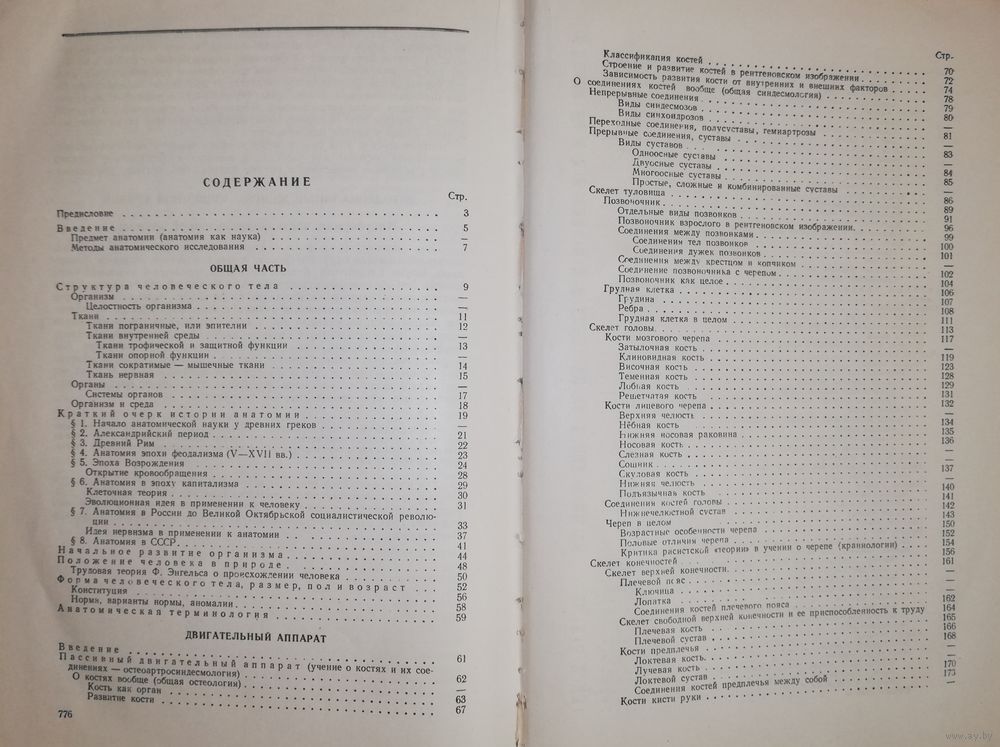 СОДЕРЖАНИЕ
Стр.
Предисловие 3
Введение 5
Предмет анатомии (анатомия как наука) —
Методы анатомического исследования 7
ОБЩАЯ ЧАСТЬ
Структура человеческого тела 9
Организм —
Целостность организма —
Ткани 11
Ткани пограничные, или эпителии 12
Ткани внутренней среды —
Ткани трофической и защитной функции 13
Ткани опорной функции —
Ткани сократимые — мышечные ткани 14
Ткань нервная 15
Органы —
Системы органов 17
Организм и среда 18
Краткий очерк истории анатомии 19
§ 1. Начало анатомической науки у древних греков —
§ 2. Александрийский период 21
§ 3. Древний Рим 22
§ 4. Анатомия эпохи феодализма (V—XVII вв.) 23
§ 5. Эпоха Возрождения 24
Открытие кровообращения 28
§ 6. Анатомия в эпоху капитализма 29
Клеточная теория 30
Эволюционная идея в применении к человеку 31
§ 7. Анатомия в России до Великой Октябрьской социалистической револю-
ции 33
Идея нервизма в применении к анатомии 37
§ 8. Анатомия в СССР 41
Начальное развитие организма 44
Положение человека в природе 48
Трудовая теория Ф. Энгельса о происхождении человека 50
Форма человеческого тела, размер, пол и возраст 52
Конституция 56
Норма, варианты нормы, аномалии 58
Анатомическая терминология 59
ДВИГАТЕЛЬНЫЙ АППАРАТ
Введение 61
Пассивный двигательный аппарат (учение о костях и их сое-
динениях — остеоартросиндесмология) 62
О костях вообще (общая остеология) —
Кость как орган 63
Развитие кости 67
776
Стр.
Классификация костей 70
Строение и развитие костей в рентгеновском изображении 72
Зависимость развития кости от внутренних и внешних факторов 74
О соединениях костей вообще (общая синдесмология) 78
Непрерывные соединения 79
Виды синдесмозов 80
Виды синхондрозов —
Переходные соединения, полусуставы, гемиартрозы 81
Прерывные соединения, суставы —
Виды суставов 83
Одноосные суставы —
Двуосные суставы 84
Многоосные суставы 85
Простые, сложные и комбинированные суставы —
Скелет туловища 86
Позвоночник 89
Отдельные виды позвонков 91
Позвоночник взрослого в рентгеновском изображении 96
Соединения между позвонками 99
Соединения тел позвонков 100
Соединения дужек позвонков 101
Соединения между крестцом и копчиком —
Соединение позвоночника с черепом 102
Позвоночник как целое 104
Грудная клетка 106
Грудина 107
Ребра 108
Грудная клетка в целом 111
Скелет головы 113
Кости мозгового черепа 117
Затылочная кость —
Клиновидная кость 119
Височная кость 123
Теменная кость 128
Лобная кость 129
Решетчатая кость 131
Кости лицевого черепа 132
Верхняя челюсть —
Нёбная кость 134
Нижняя носовая раковина 135
Носовая кость 136
Слезная кость —
Сошник —
Скуловая кость 137
Нижняя челюсть —
Подъязычная кость 140
Соединения костей головы 141
Нижнечелюстной сустав 142
Череп в целом 143
Возрастные особенности черепа 150
Половые отличия черепа 152
Критика расистской «теории» в учении о черепе (краниологии) 154
Скелет конечностей 156
Скелет верхней конечности 161
Плечевой пояс —
Ключица —
Лопатка 162
Соединения костей плечевого пояса 164
Скелет свободной верхней конечности и ее приспособленность к труду 165
Плечевая кость 166
Плечевой сустав 168
Кости предплечья —
Локтевая кость —
Лучевая кость 170
Локтевой сустав 173
Соединения костей предплечья между собой —
Кости кисти руки
www.ay.by